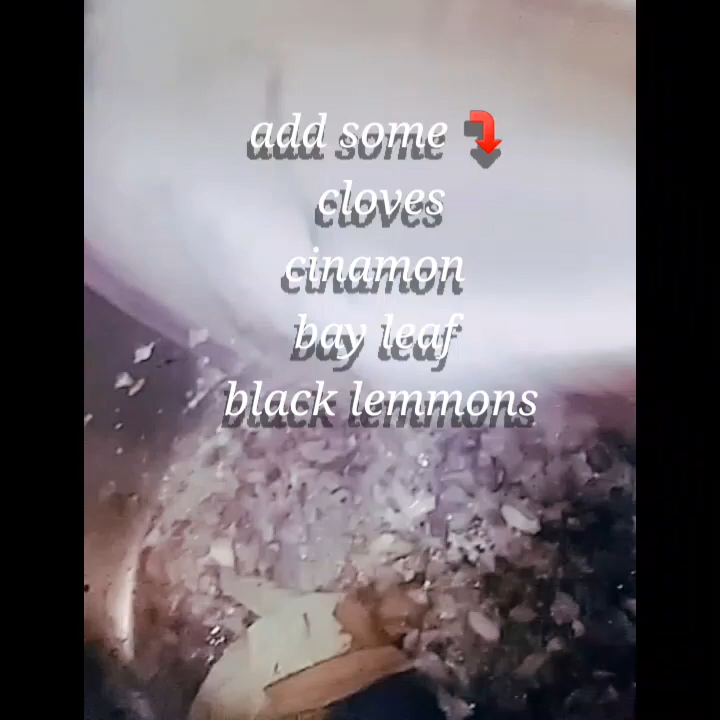 add some ⤵
cloves
cinamon
bay leaf
black lemmons